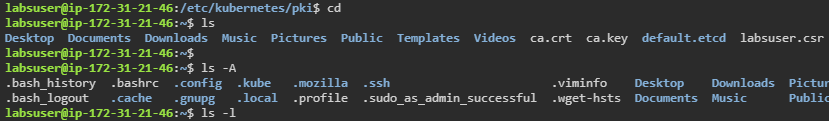 labsuser@ip-172-31-21-46:/etc/kubernetes/pki$ cd
labsuser@ip-172-31-21-46:~$ ls
Desktop Documents Downloads Music Pictures Public Templates Videos ca.crt ca.key default.etcd labsuser.csr
labsuser@ip-172-31-21-46:~$
labsuser@ip-172-31-21-46:~$ ls -A
.bash_history .bashrc .config .kube .mozilla .ssh .viminfo Desktop Downloads Pictur
.bash_logout .cache .gnupg .local .profile .sudo_as_admin_successful .wget-hsts Documents Music Public
labsuser@ip-172-31-21-46:~$ ls -l